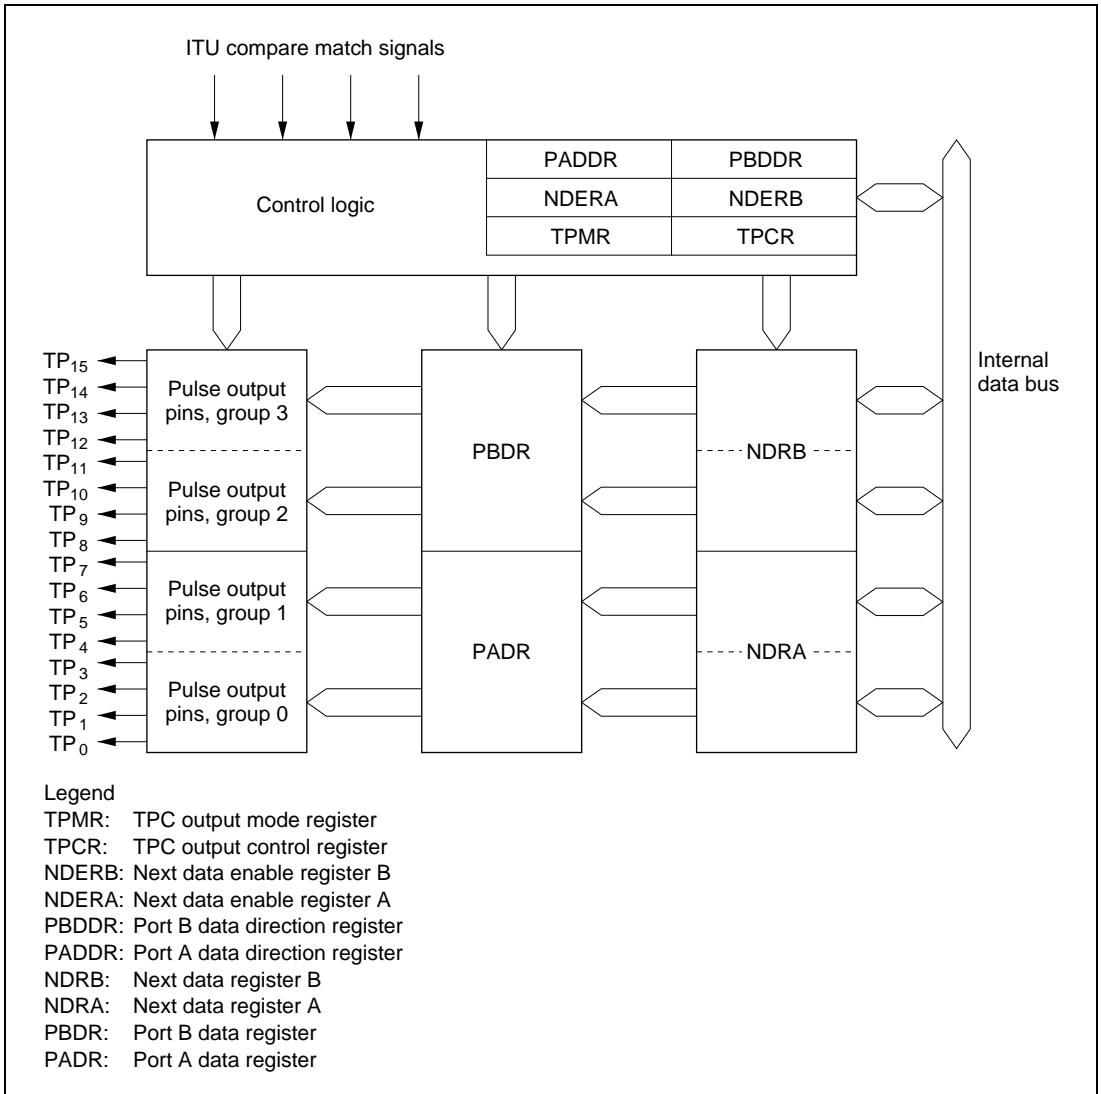 ITU compare match signals
PADDR PBDDR
Control logic
NDERA NDERB
TPMR TPCR
Internal
data bus
TP15
TP14
TP13
TP12
TP11
TP10
TP9
TP8
TP7
TP6
TP5
TP4
TP3
TP2
TP1
TP0
Pulse output
pins, group 3
Pulse output
pins, group 2
Pulse output
pins, group 1
Pulse output
pins, group 0
PBDR
PADR
NDRB
NDRA
Legend
TPMR: TPC output mode register
TPCR: TPC output control register
NDERB: Next data enable register B
NDERA: Next data enable register A
PBDDR: Port B data direction register
PADDR: Port A data direction register
NDRB: Next data register B
NDRA: Next data register A
PBDR: Port B data register
PADR: Port A data register